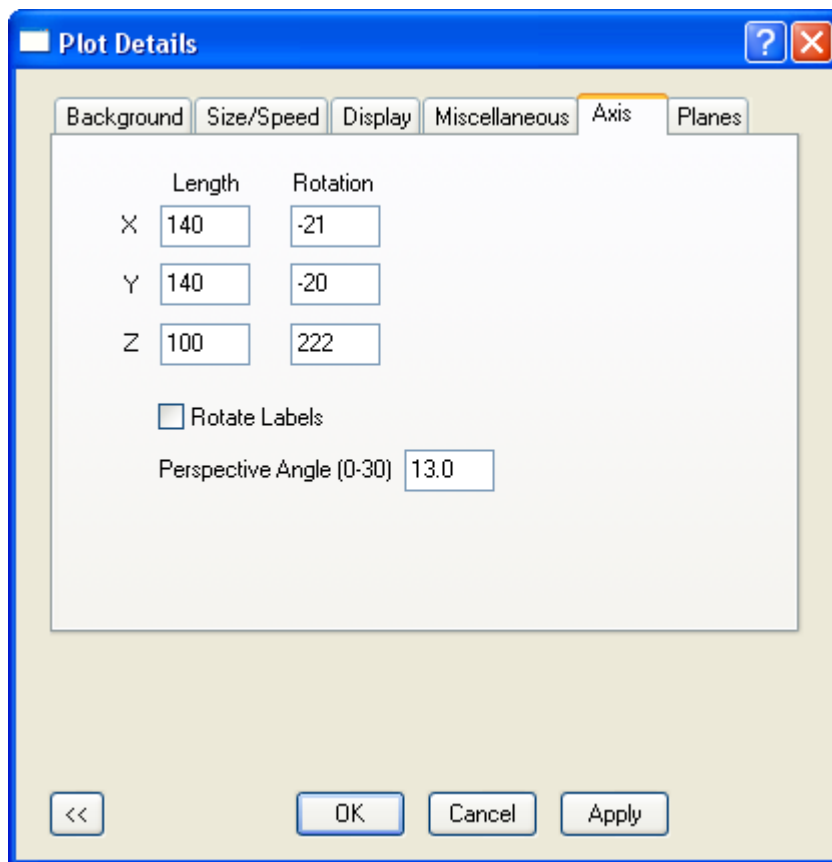 Plot Details
Background Size/Speed Display Miscellaneous Axis Planes
Length Rotation
X 140 -21
Y 140 -20
Z 100 222
Rotate Labels
Perspective Angle (0-30) 13.0
<< OK Cancel Apply